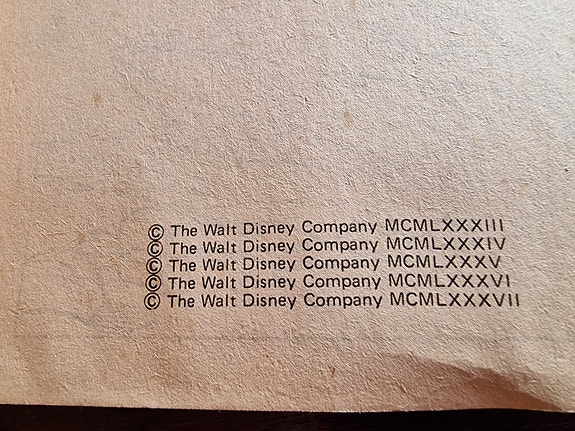 © The Walt Disney Company MCMLXXXIII
© The Walt Disney Company MCMLXXXIV
© The Walt Disney Company MCMLXXXV
© The Walt Disney Company MCMLXXXVI
© The Walt Disney Company MCMLXXXVII